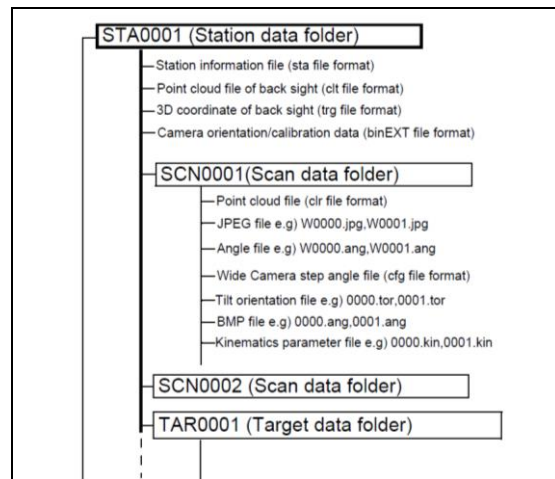 STA0001 (Station data folder)
Station information file (sta file format)
Point cloud file of back sight (clt file format)
3D coordinate of back sight (trg file format)
Camera orientation/calibration data (binEXT file format)
SCN0001(Scan data folder)
Point cloud file (clr file format)
JPEG file e.g) W0000.jpg,W0001.jpg
Angle file e.g) W0000.ang,W0001.ang
Wide Camera step angle file (cfg file format)
Tilt orientation file e.g) 0000.tor,0001.tor
BMP file e.g) 0000.ang,0001.ang
Kinematics parameter file e.g) 0000.kin,0001.kin
SCN0002 (Scan data folder)
TAR0001 (Target data folder)